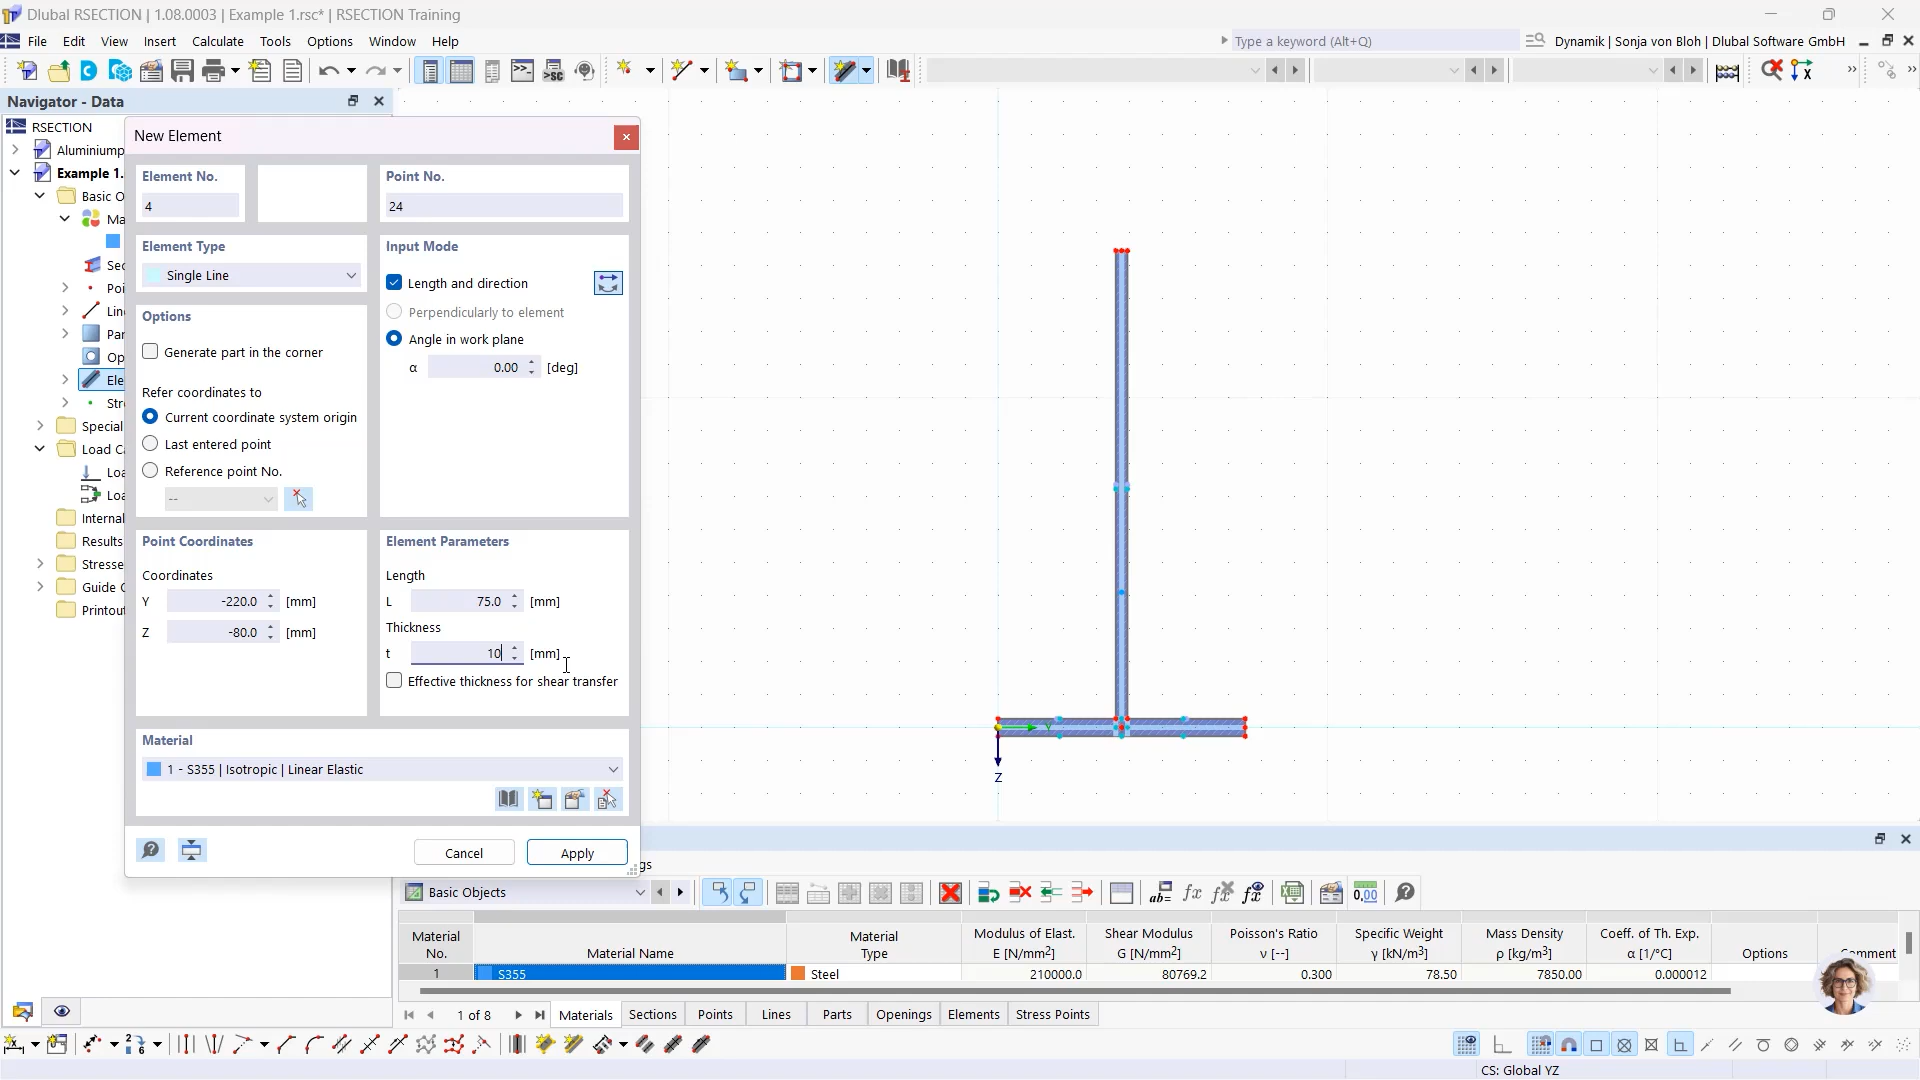 Dlubal RSECTION | 1.08.0003 | Example 1.rsc* | RSECTION Training
File Edit View Insert Calculate Tools Options Window Help
Type a keyword (Alt+Q)
Dynamik | Sonja von Bloh | Dlubal Software GmbH
Navigator - Data
RSECTION
Aluminiump
Example 1.
Basic O
Ma
Sec
Poi
Lin
Par
Op
Ele
Str
Special
Load Ca
Loa
Loa
Internal
Results
Stresse
Guide O
Printout
New Element
Element No.
4
Point No.
24
Element Type
Single Line
Input Mode
Length and direction
Perpendicularly to element
Angle in work plane
α 0.00 [deg]
Options
Generate part in the corner
Refer coordinates to
Current coordinate system origin
Last entered point
Reference point No.
--
Point Coordinates
Coordinates
Y -220.0 [mm]
Z -80.0 [mm]
Element Parameters
Length
L 75.0 [mm]
Thickness
t 10 [mm]
Effective thickness for shear transfer
Material
1 - S355 | Isotropic | Linear Elastic
Cancel Apply
Y
Z
gs
Basic Objects
Material No.
Material Name
Material Type
Modulus of Elast. E [N/mm2]
Shear Modulus G [N/mm2]
Poisson's Ratio ν [--]
Specific Weight γ [kN/m3]
Mass Density ρ [kg/m3]
Coeff. of Th. Exp. α [1/°C]
Options
omment
1 S355 Steel 210000.0 80769.2 0.300 78.50 7850.00 0.000012
1 of 8
Materials Sections Points Lines Parts Openings Elements Stress Points
CS: Global YZ